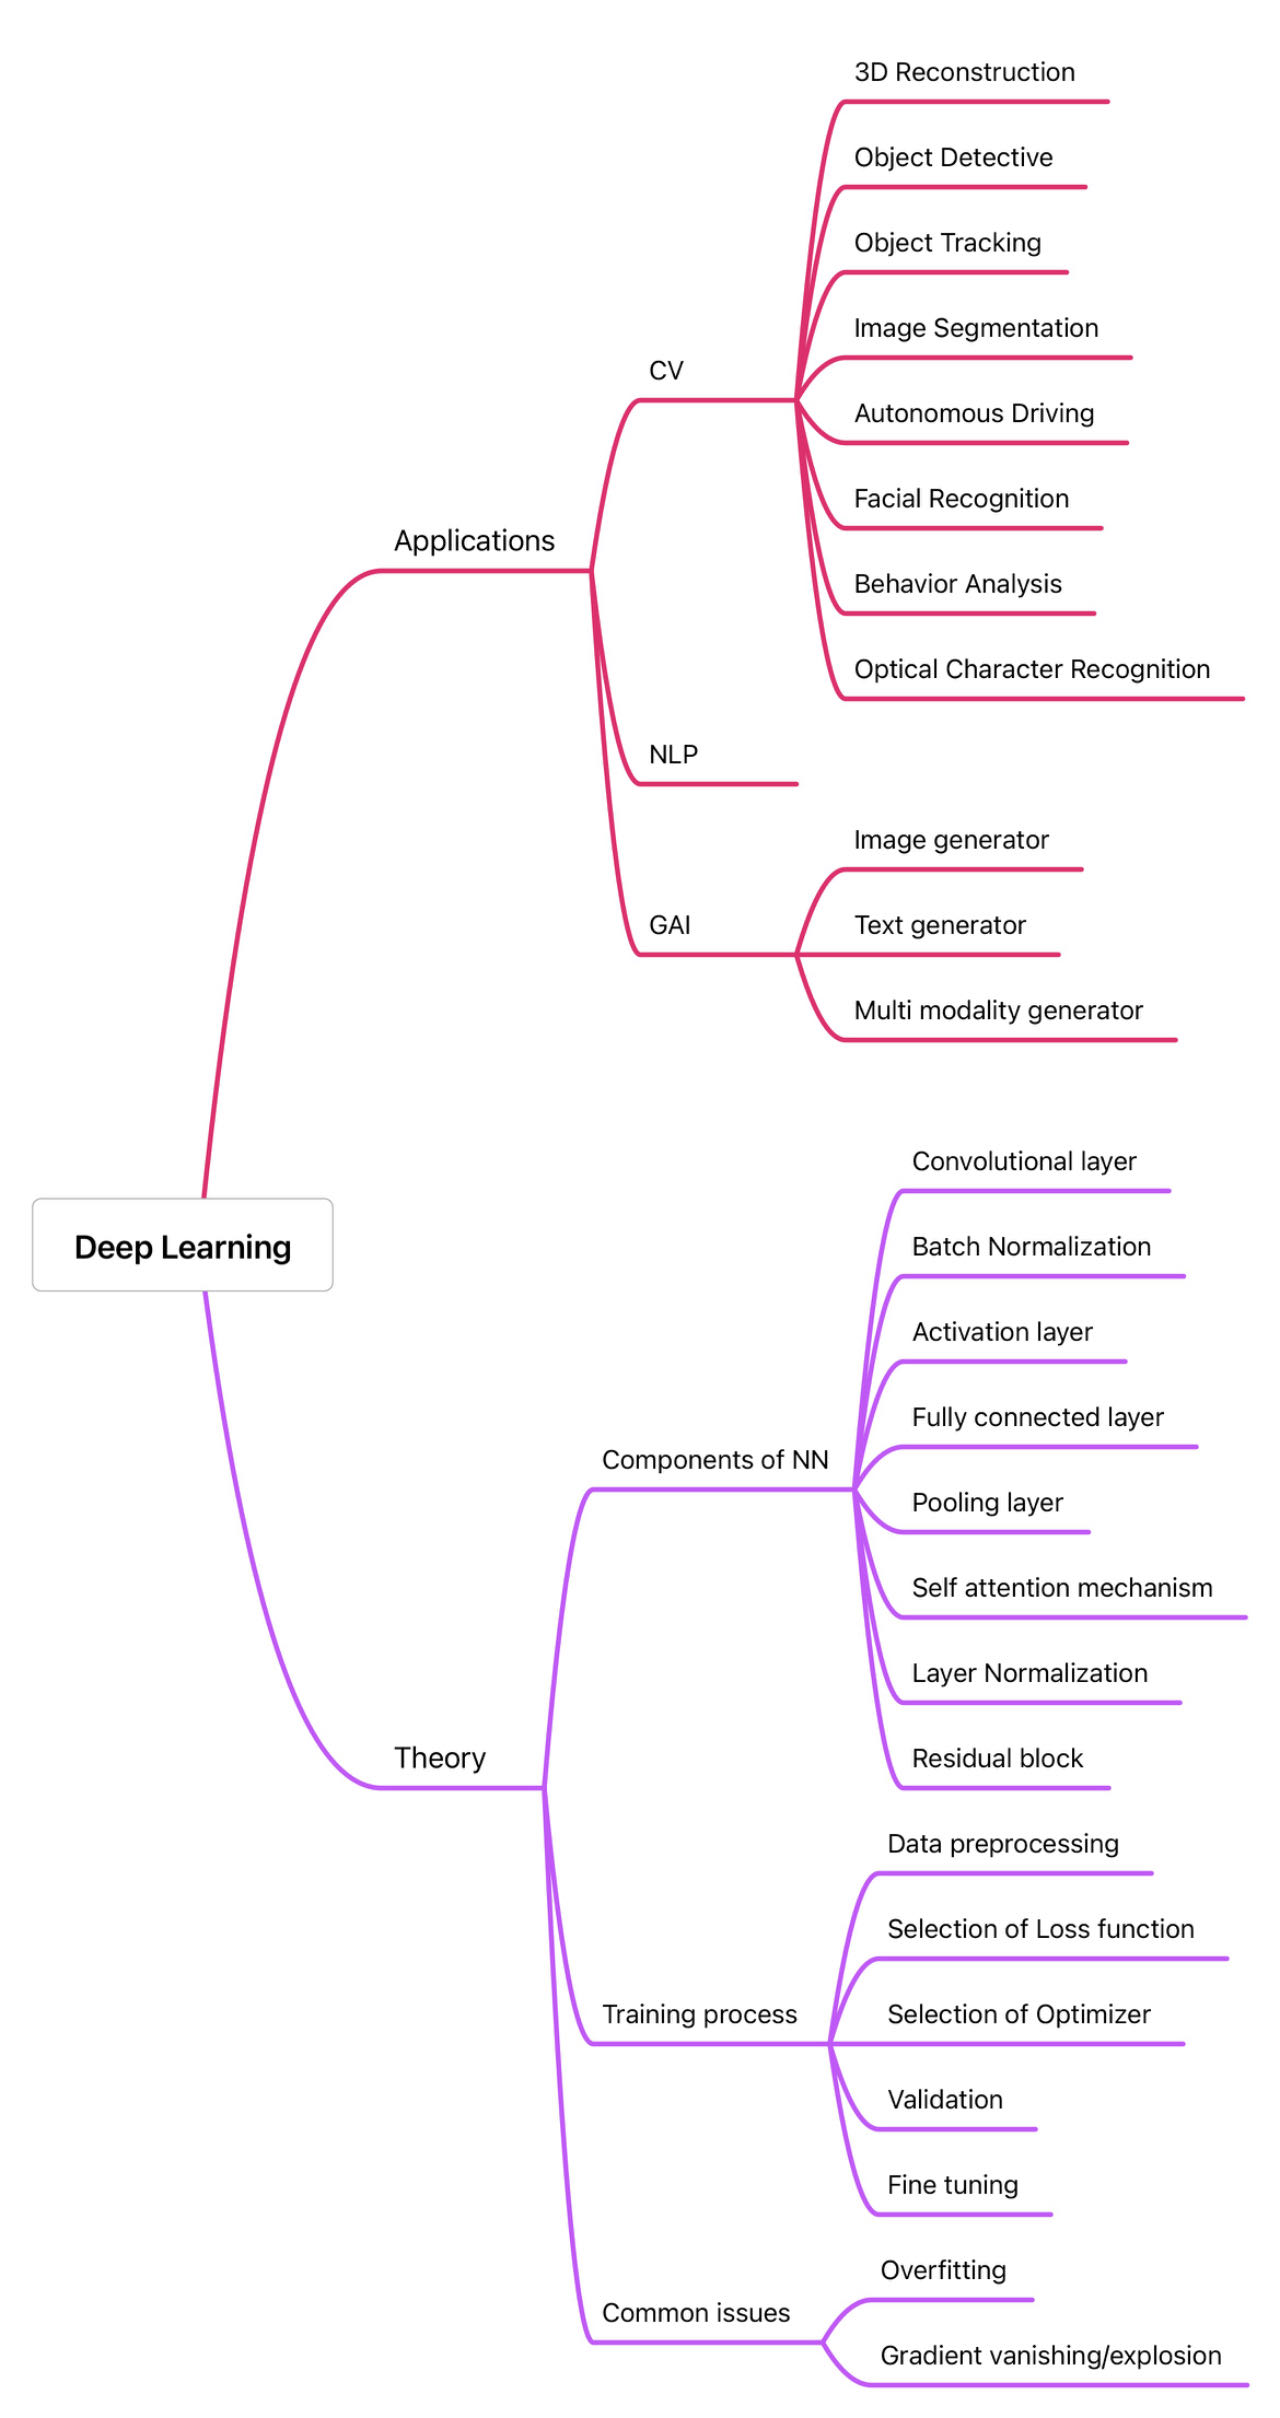 Deep Learning
Applications
CV
3D Reconstruction
Object Detective
Object Tracking
Image Segmentation
Autonomous Driving
Facial Recognition
Behavior Analysis
Optical Character Recognition
NLP
GAI
Image generator
Text generator
Multi modality generator
Theory
Components of NN
Convolutional layer
Batch Normalization
Activation layer
Fully connected layer
Pooling layer
Self attention mechanism
Layer Normalization
Residual block
Training process
Data preprocessing
Selection of Loss function
Selection of Optimizer
Validation
Fine tuning
Common issues
Overfitting
Gradient vanishing/explosion